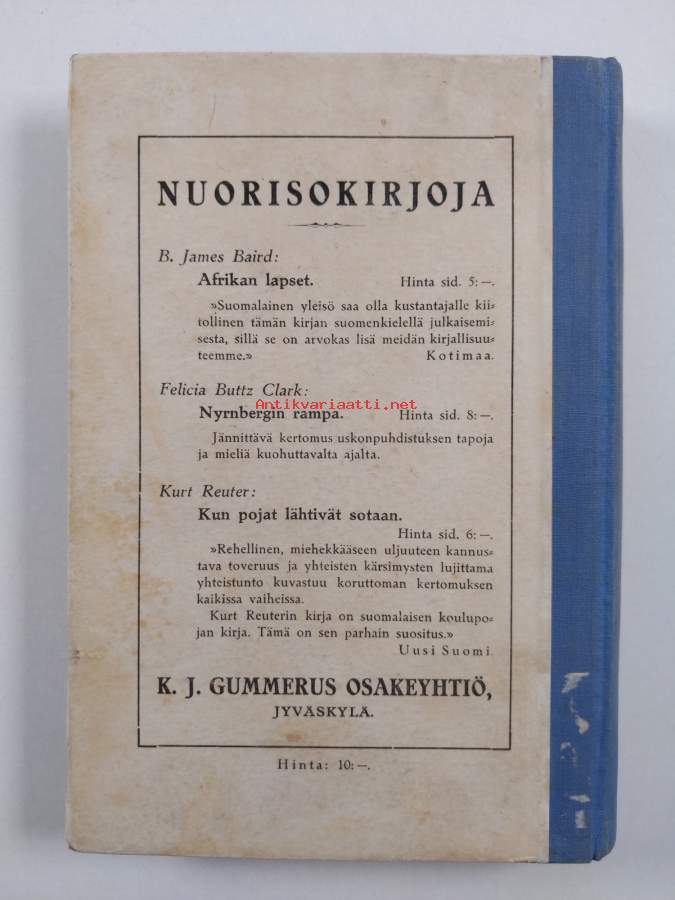 NUORISOKIRJOJA
B. James Baird:
Afrikan lapset. Hinta sid. 5:—.
»Suomalainen yleisö saa olla kustantajalle kii-
tollinen tämän kirjan suomenkielellä julkaisemi-
sesta, sillä se on arvokas lisä meidän kirjallisuu-
teemme.» Kotimaa.
Felicia Buttz Clark:
Antikvariaatti.net
Nyrnbergin rampa. Hinta sid. 8:—.
Jännittävä kertomus uskonpuhdistuksen tapoja
ja mieliä kuohuttavalta ajalta.
Kurt Reuter:
Kun pojat lähtivät sotaan.
Hinta sid. 6:—.
»Rehellinen, miehekkääseen uljuuteen kannus-
tava toveruus ja yhteisten kärsimysten lujittama
yhteistunto kuvastuu koruttoman kertomuksen
kaikissa vaiheissa.
Kurt Reuterin kirja on suomalaisen koulupo-
jan kirja. Tämä on sen parhain suositus.»
Uusi Suomi.
K. J. GUMMERUS OSAKEYHTIÖ,
JYVÄSKYLÄ.
Hinta: 10:—.